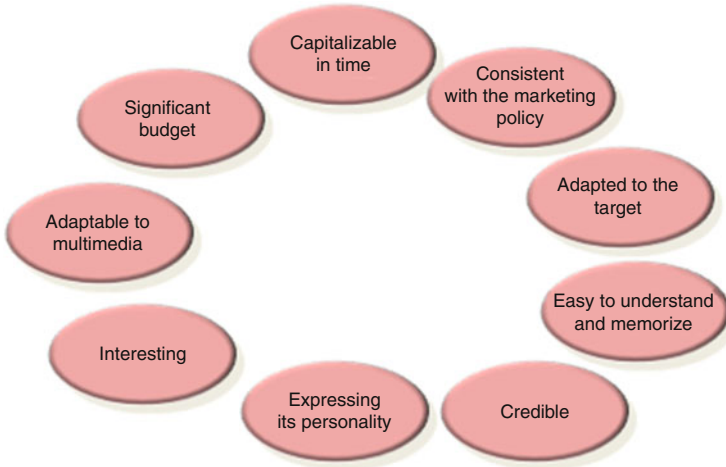 Capitalizable
in time
Consistent
with the marketing
policy
Adapted to the
target
Easy to understand
and memorize
Credible
Expressing
its personality
Interesting
Adaptable to
multimedia
Significant
budget